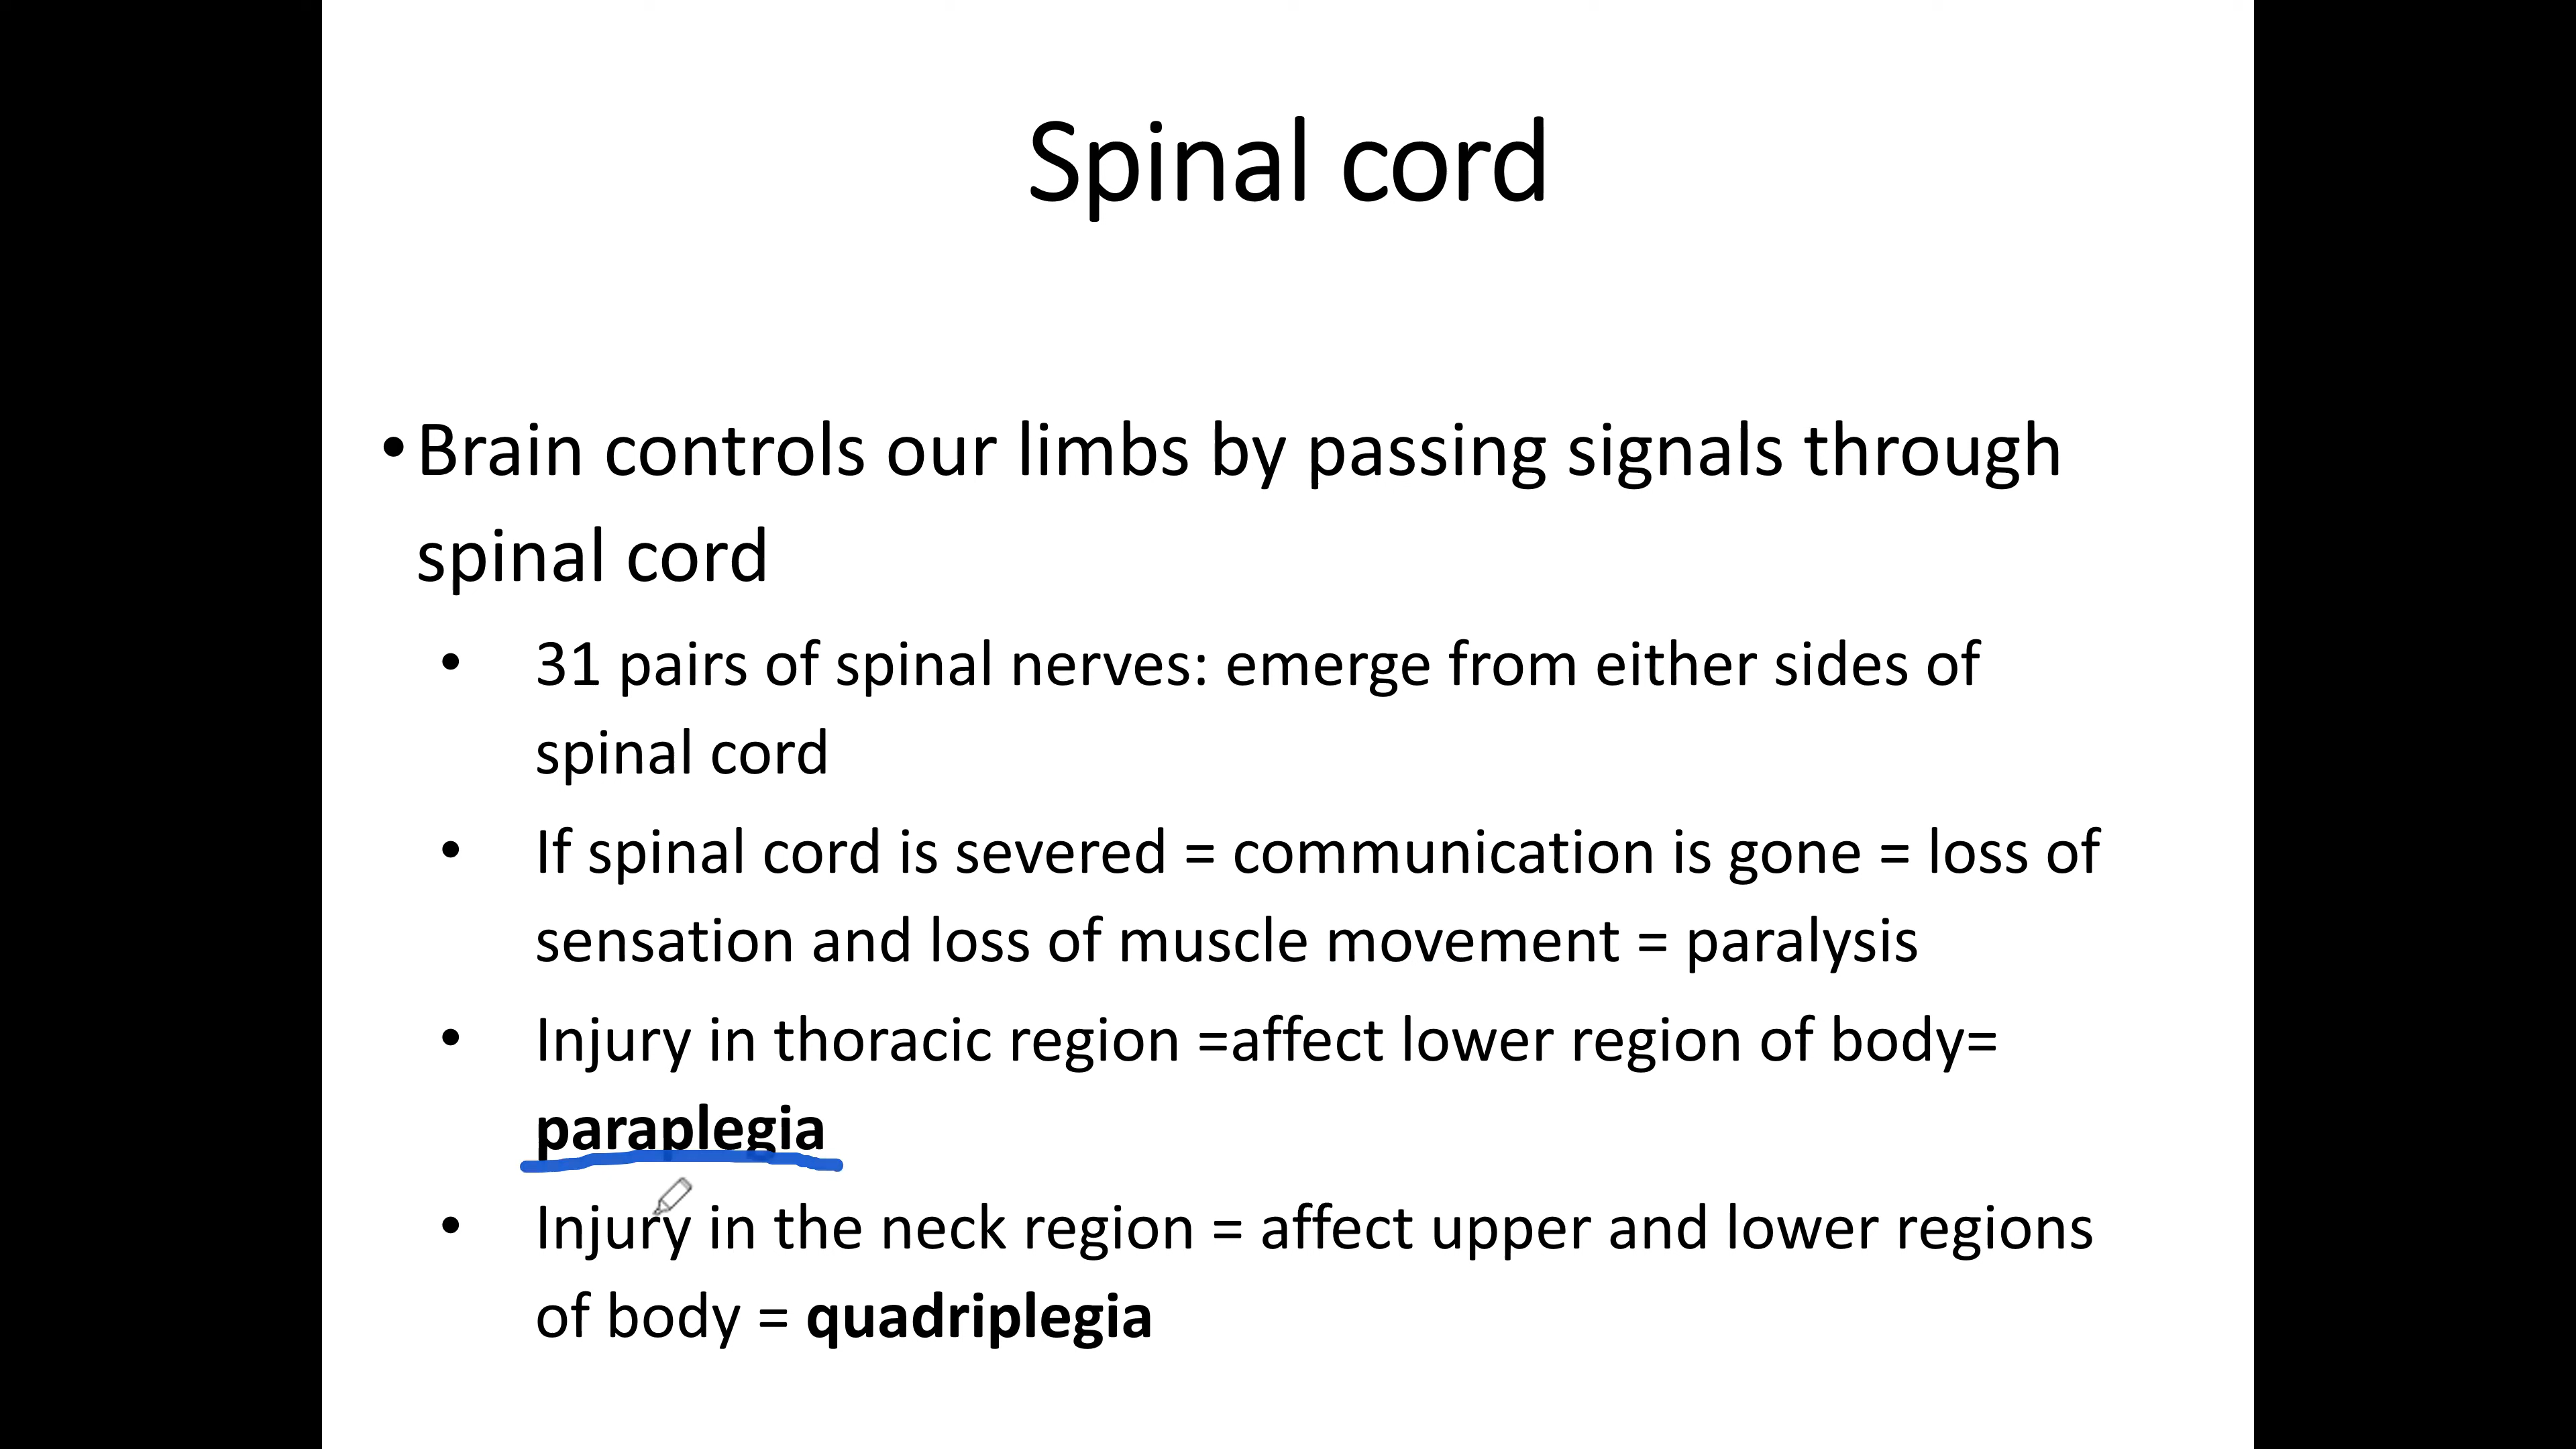 Spinal cord
•Brain controls our limbs by passing signals through
spinal cord
• 31 pairs of spinal nerves: emerge from either sides of
spinal cord
• If spinal cord is severed = communication is gone = loss of
sensation and loss of muscle movement = paralysis
• Injury in thoracic region =affect lower region of body=
paraplegia
• Injury in the neck region = affect upper and lower regions
of body = quadriplegia